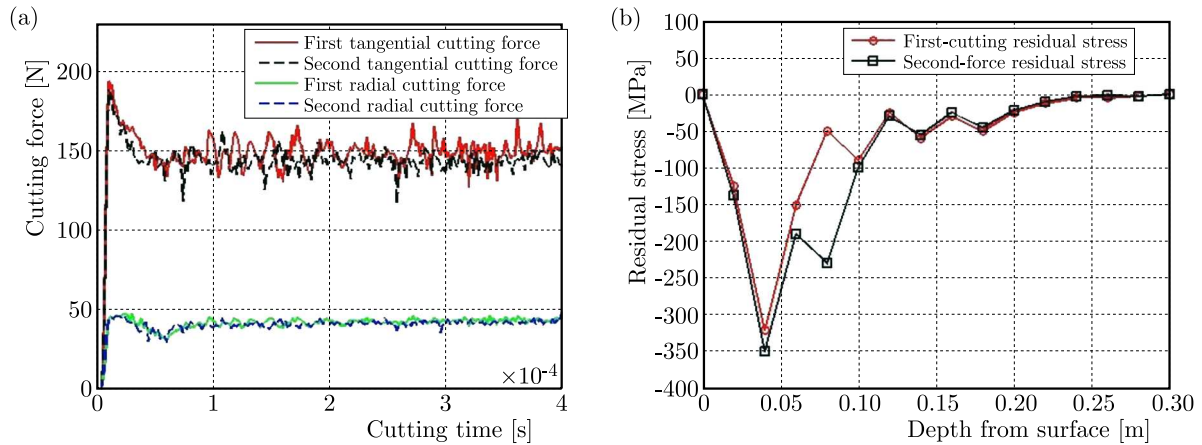 (a)
First tangential cutting force
Second tangential cutting force
First radial cutting force
Second radial cutting force
Cutting force [N]
200
150
100
50
0
0
1
2
3
4
×10-4
Cutting time [s]
(b)
First-cutting residual stress
Second-force residual stress
Residual stress [MPa]
100
50
0
-50
-100
-150
-200
-250
-300
-350
-400
0
0.05
0.10
0.15
0.20
0.25
0.30
Depth from surface [m]